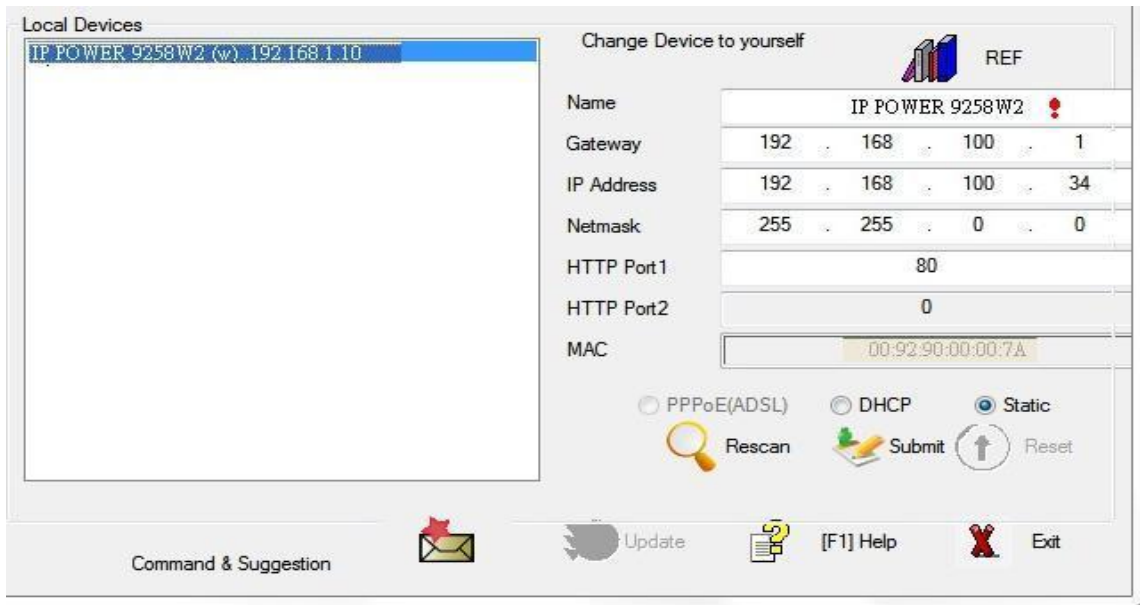 Local Devices
IP POWER 9258W2 (w)..192.168.1.10
Change Device to yourself
REF
Name IP POWER 9258W2
Gateway 192 . 168 . 100 . 1
IP Address 192 . 168 . 100 . 34
Netmask 255 . 255 . 0 . 0
HTTP Port1 80
HTTP Port2 0
MAC 00:92:90:00:00:7A
PPPoE(ADSL) DHCP Static
Rescan Submit Reset
Command & Suggestion Update [F1] Help Exit